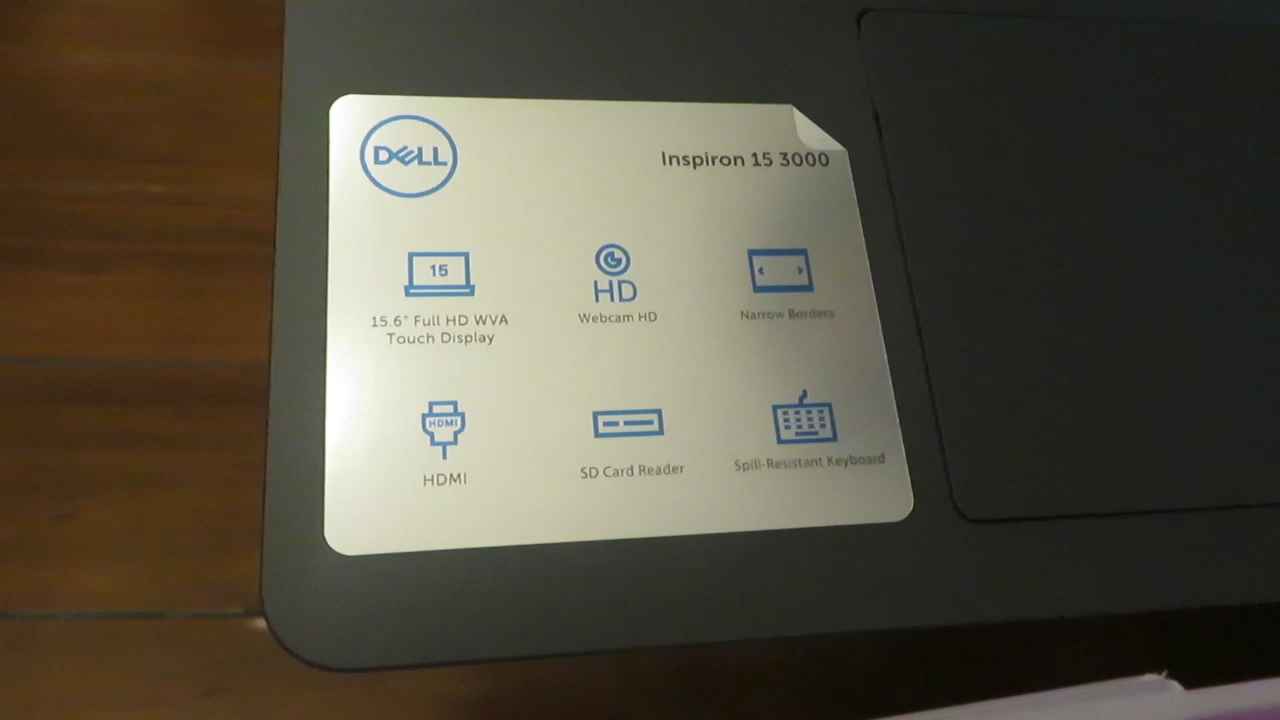 DELL
Inspiron 15 3000
15
15.6" Full HD WVA
Touch Display
HD
Webcam HD
Narrow Borders
HDMI
HDMI
SD Card Reader
Spill-Resistant Keyboard